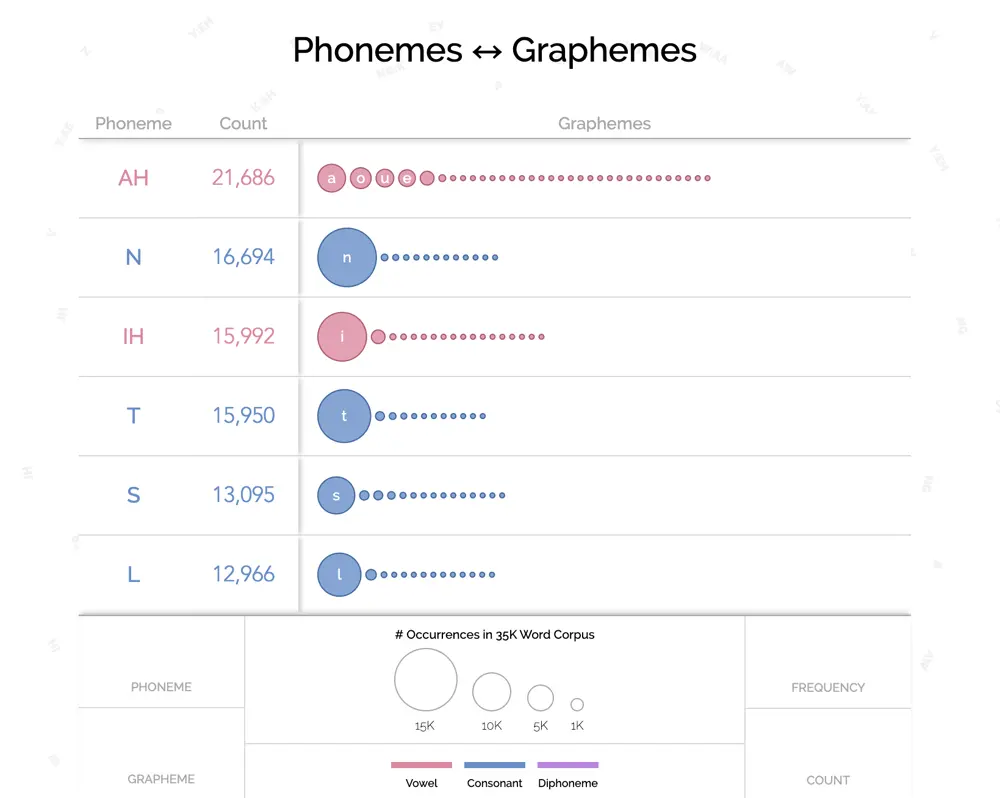 Phonemes ↔ Graphemes
Phoneme Count Graphemes
AH 21,686 a o u e
N 16,694 n
IH 15,992 i
T 15,950 t
S 13,095 s
L 12,966 l
# Occurrences in 35K Word Corpus
15K 10K 5K 1K
PHONEME
FREQUENCY
Vowel Consonant Diphoneme
GRAPHEME
COUNT